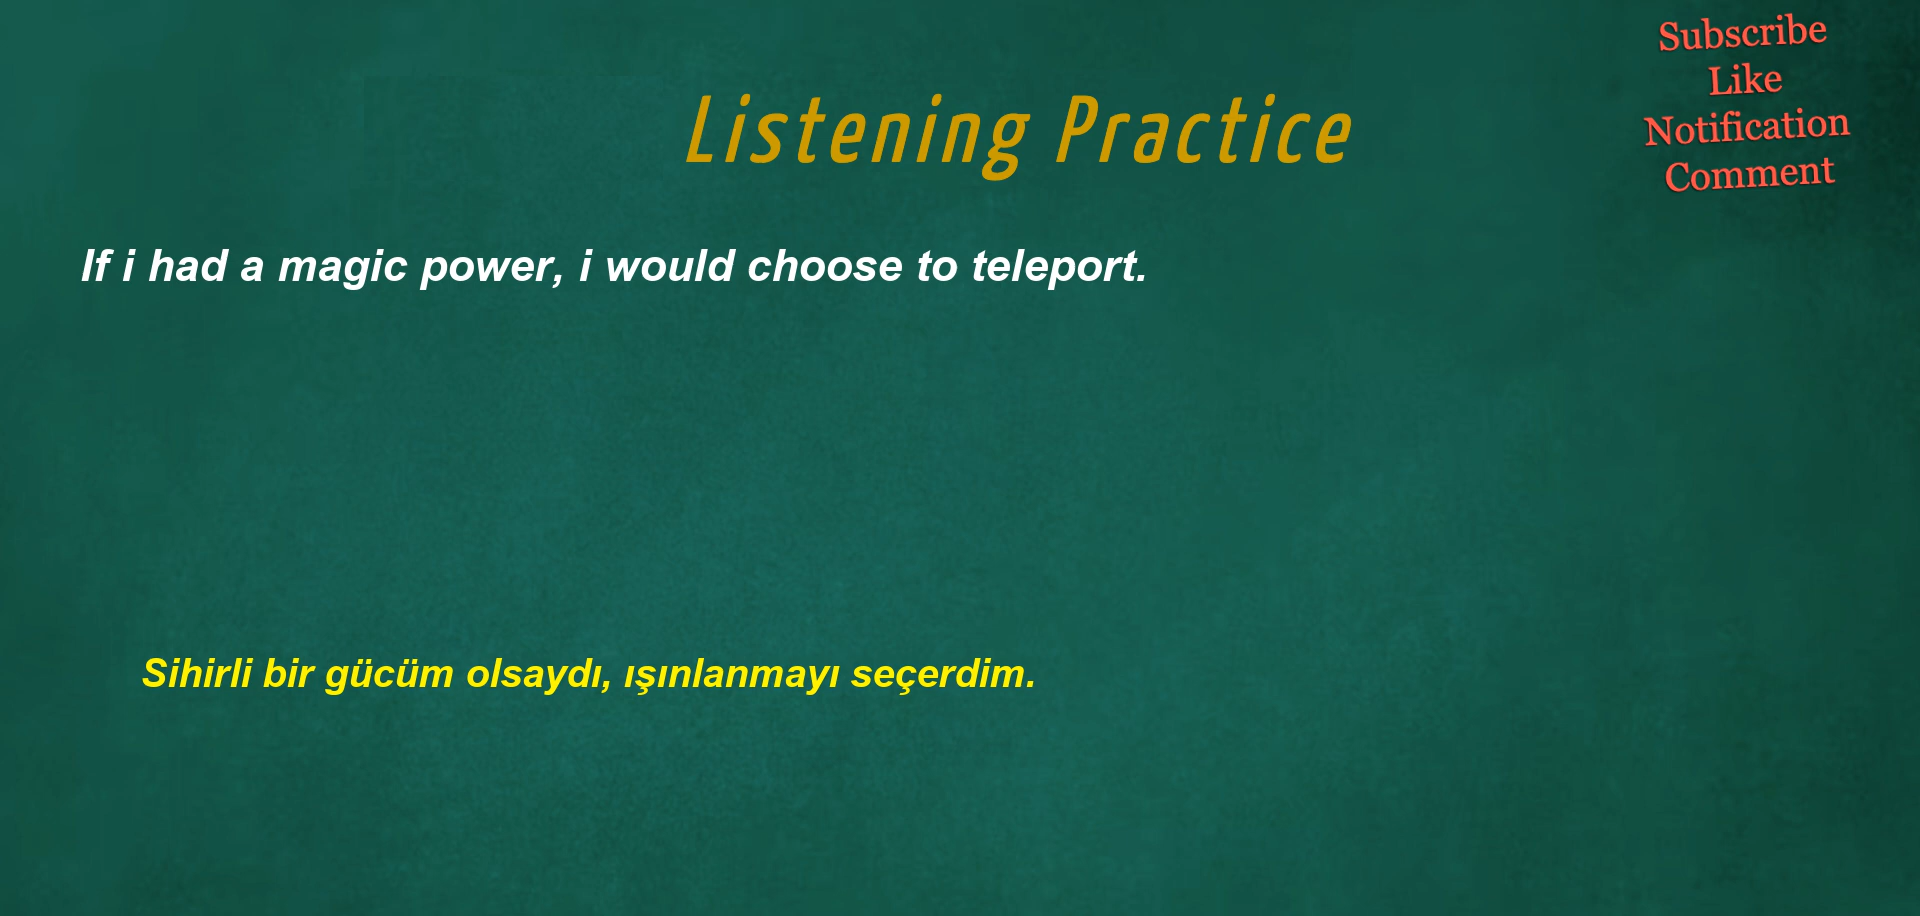 Subscribe
Like
Notification
Comment
Listening Practice
If i had a magic power, i would choose to teleport.
Sihirli bir gücüm olsaydı, ışınlanmayı seçerdim.